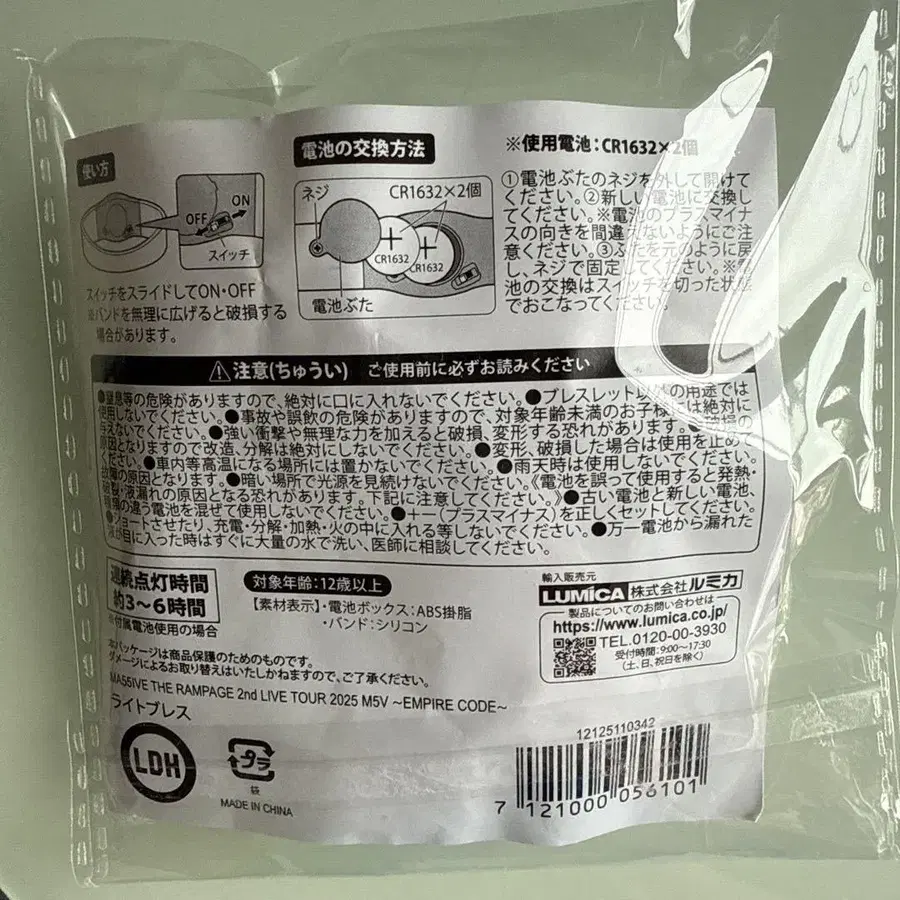 使い方
ON
OFF
スイッチ
スイッチをスライドしてON・OFF
※バンドを無理に広げると破損する
場合があります。
電池の交換方法
ネジ
CR1632×2個
CR1632
CR1632
電池ぶた
※使用電池：CR1632×2個
①電池ぶたのネジを外して開けて
ください。②新しい電池に交換し
てください。※電池のプラスマイナ
スの向きを間違えないようにご注
意ください。③ふたを元のように戻
し、ネジで固定してください。※電
池の交換はスイッチを切った状態
でおこなってください。
注意(ちゅうい) ご使用前に必ずお読みください
●窒息等の危険がありますので、絶対に口に入れないでください。●ブレスレット以外の用途では
使用しないでください。●事故や誤飲の危険がありますので、対象年齢未満のお子様には絶対に
与えないでください。●強い衝撃や無理な力を加えると破損、変形する恐れがあります。●破損の
原因となりますので改造、分解は絶対にしないでください。●変形、破損した場合は使用を止めて
ください。●車内等高温になる場所には置かないでください。●雨天時は使用しないでください。
故障の原因となります。●暗い場所で光源を見続けないでください。《電池を誤って使用すると発熱・
破裂・液漏れの原因となる恐れがあります。下記に注意してください。》●古い電池と新しい電池、
種類の違う電池を混ぜて使用しないでください。●＋－(プラスマイナス)を正しくセットしてください。
●ショートさせたり、充電・分解・加熱・火の中に入れる等しないでください。●万一電池から漏れた
液が目に入った時はすぐに大量の水で洗い、医師に相談してください。
連続点灯時間
約3～6時間
※付属電池使用の場合
対象年齢：12歳以上
【素材表示】・電池ボックス：ABS掛脂
・バンド：シリコン
輸入販売元
LUMICA 株式会社ルミカ
製品についてのお問い合わせは
https://www.lumica.co.jp/
TEL.0120-00-3930
受付時間：9:00～17:30
(土、日、祝日を除く)
本パッケージは商品保護のためのものです。
ダメージによるお取り替えはいたしかねますので、ご了承ください。
MA55IVE THE RAMPAGE 2nd LIVE TOUR 2025 M5V ～EMPIRE CODE～
ライトブレス
LDH
プラ
袋
MADE IN CHINA
12125110342
7 121000 056101